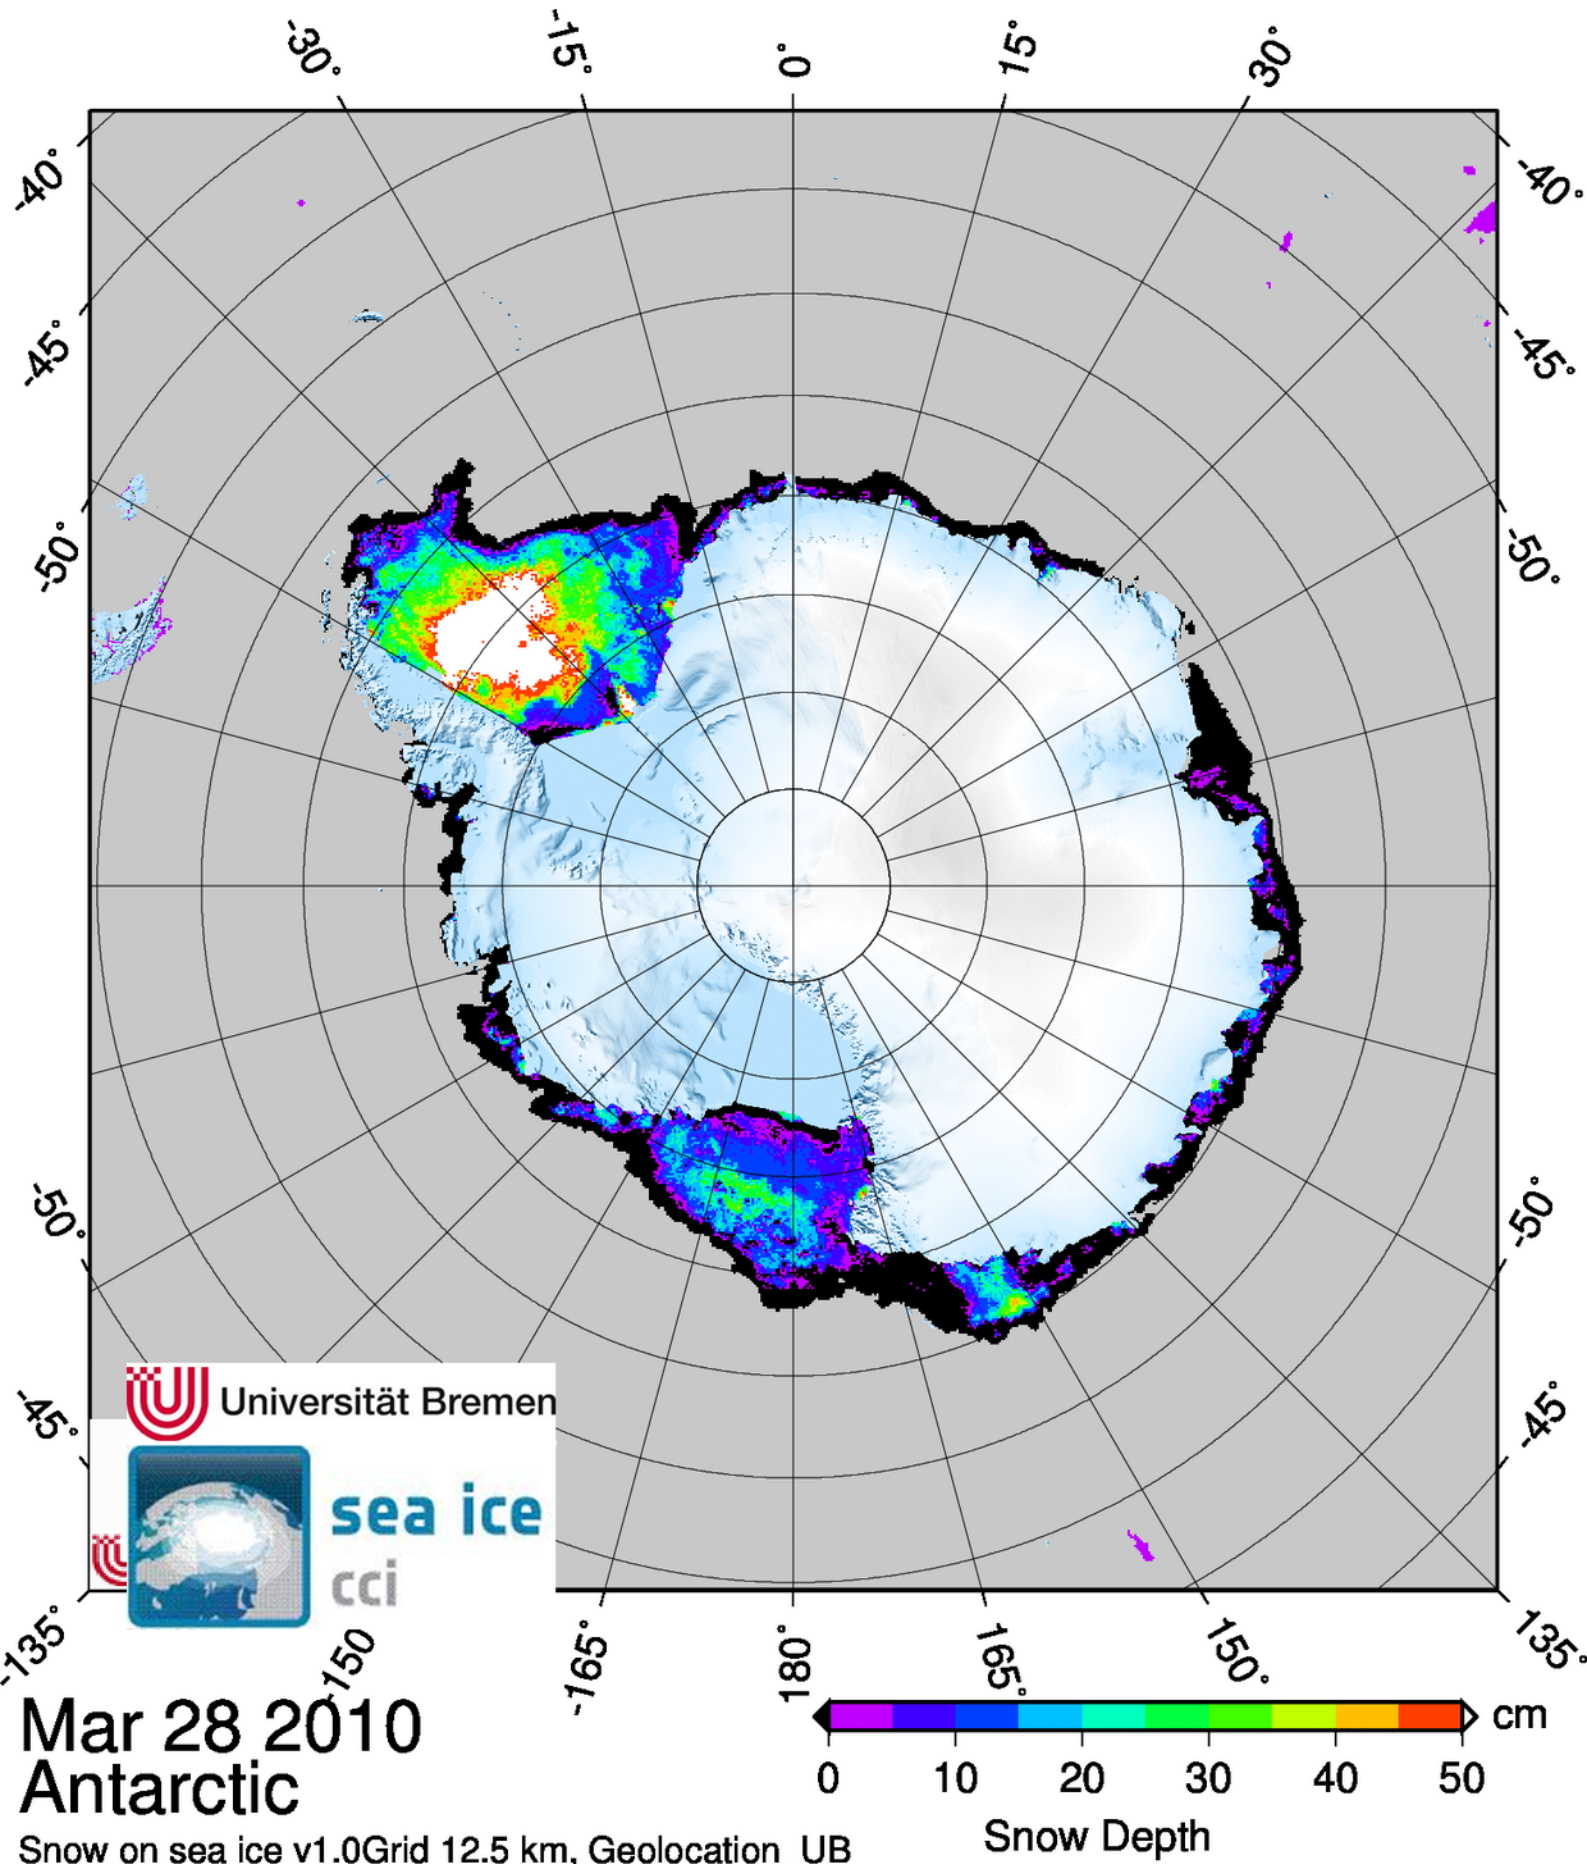 -30°
-15°
0°
15°
30°
-40°
-40°
-45°
-45°
-50°
-50°
-50°
-50°
-45°
-45°
Universität Bremen
sea ice
cci
-135°
-150
-165°
180°
165°
150°
135°
Mar 28 2010
Antarctic
Snow on sea ice v1.0Grid 12.5 km, Geolocation UB
cm
0 10 20 30 40 50
Snow Depth